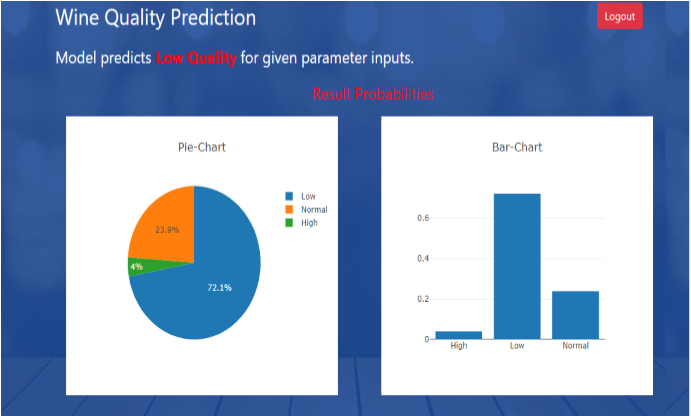 Wine Quality Prediction
Logout
Model predicts Low Quality for given parameter inputs.
Result Probabilities
Pie-Chart
Low
Normal
High
23.9%
4%
72.1%
Bar-Chart
0.6
0.4
0.2
0
High Low Normal